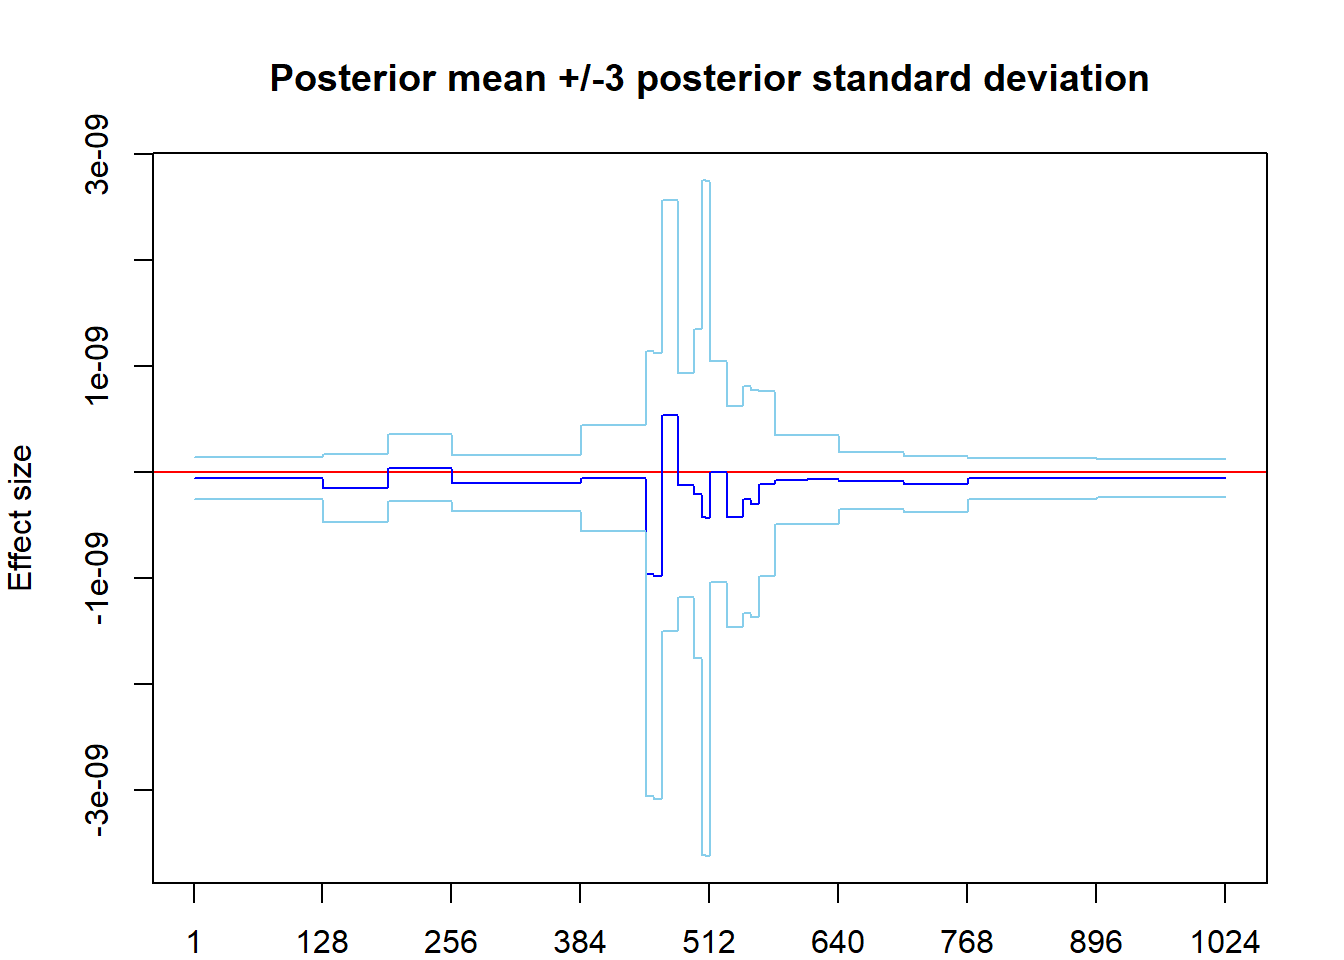 Posterior mean +/-3 posterior standard deviation
3e-09
1e-09
-1e-09
-3e-09
Effect size
1 128 256 384 512 640 768 896 1024